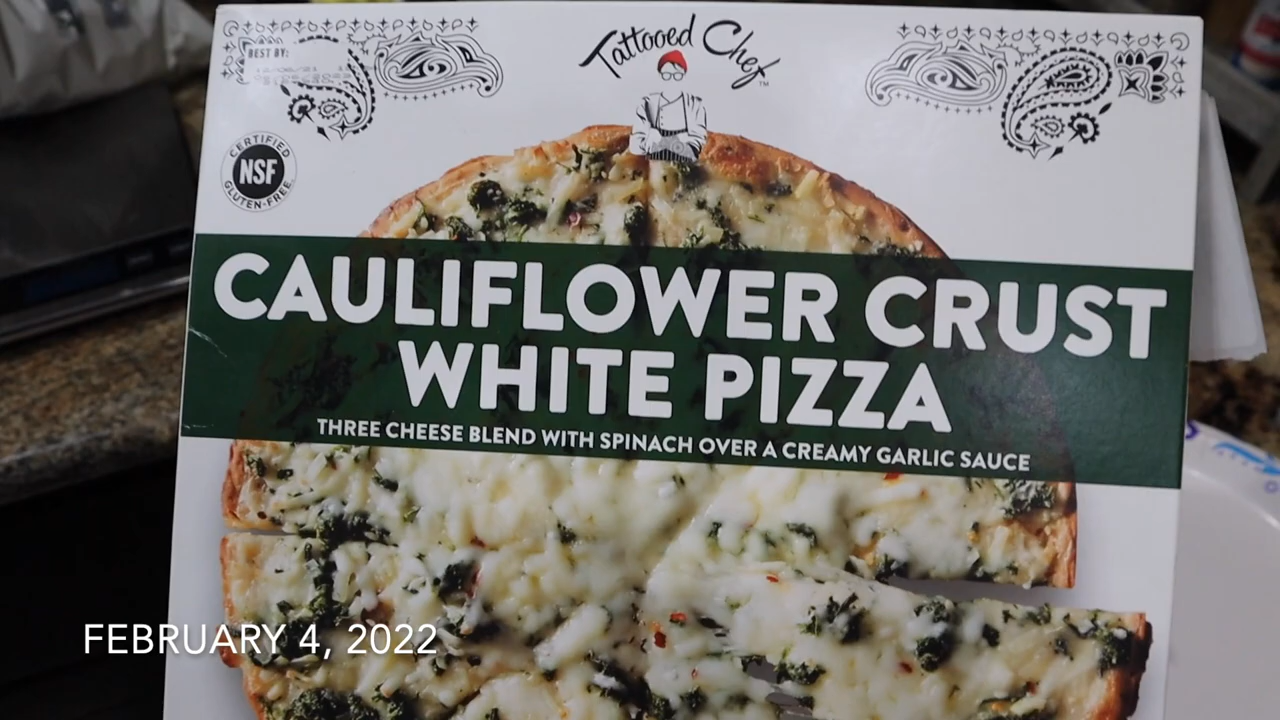 Tattooed Chef™
BEST BY:
CERTIFIED
NSF
GLUTEN-FREE
CAULIFLOWER CRUST
WHITE PIZZA
THREE CHEESE BLEND WITH SPINACH OVER A CREAMY GARLIC SAUCE
FEBRUARY 4, 2022